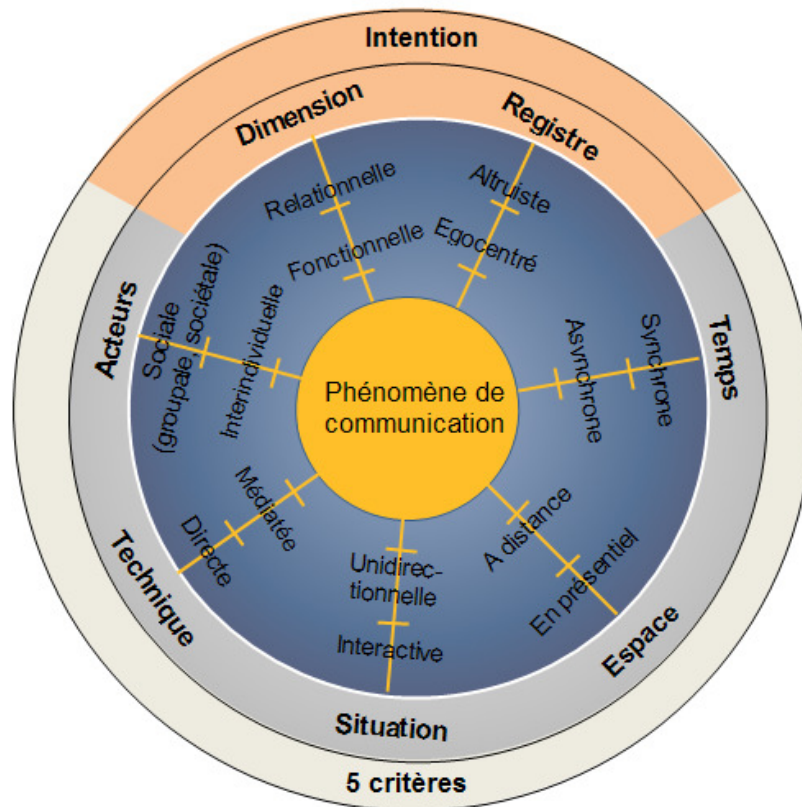 Intention
Dimension
Registre
Relationnelle
Fonctionnelle
Altruiste
Egocentré
Acteurs
Sociale
(groupale, sociétale)
Interindividuelle
Temps
Synchrone
Asynchrone
Phénomène de
communication
Technique
Directe
Médiatée
Unidirec-
tionnelle
Interactive
A distance
En présentiel
Espace
Situation
5 critères